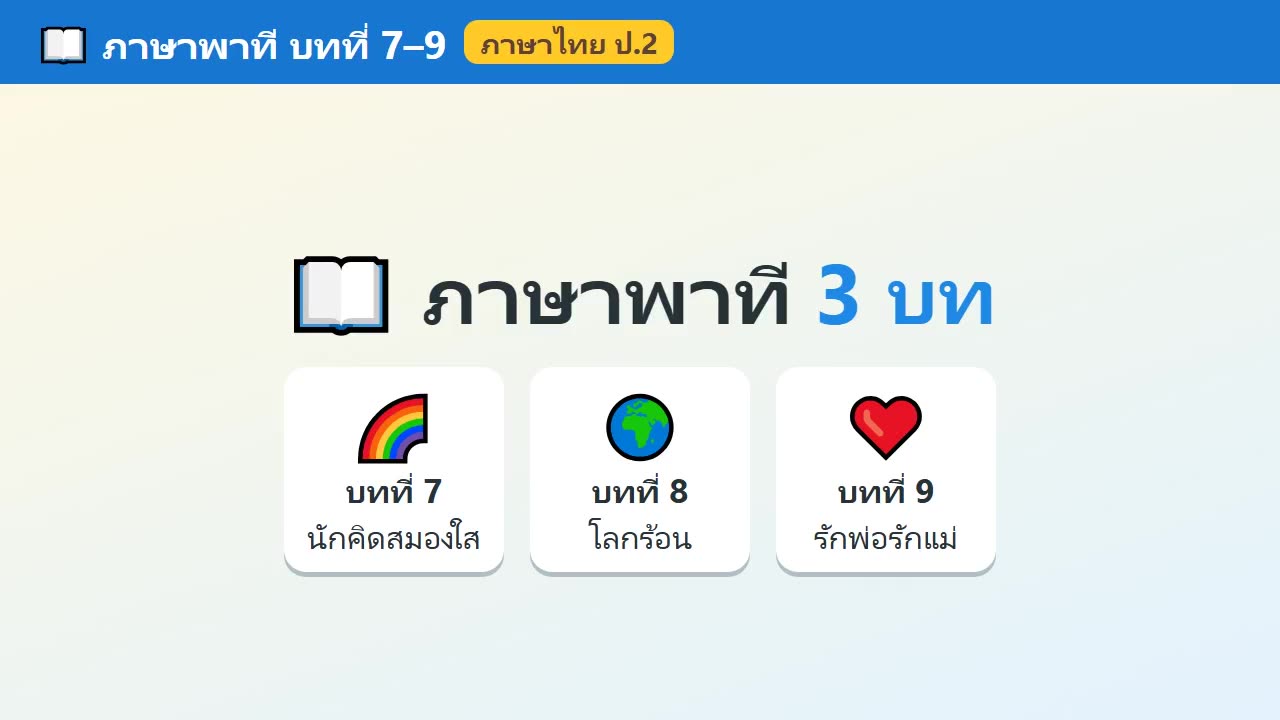 ภาษาพาที บทที่ 7–9
ภาษาไทย ป.2
ภาษาพาที 3 บท
บทที่ 7
นักคิดสมองใส
บทที่ 8
โลกร้อน
บทที่ 9
รักพ่อรักแม่